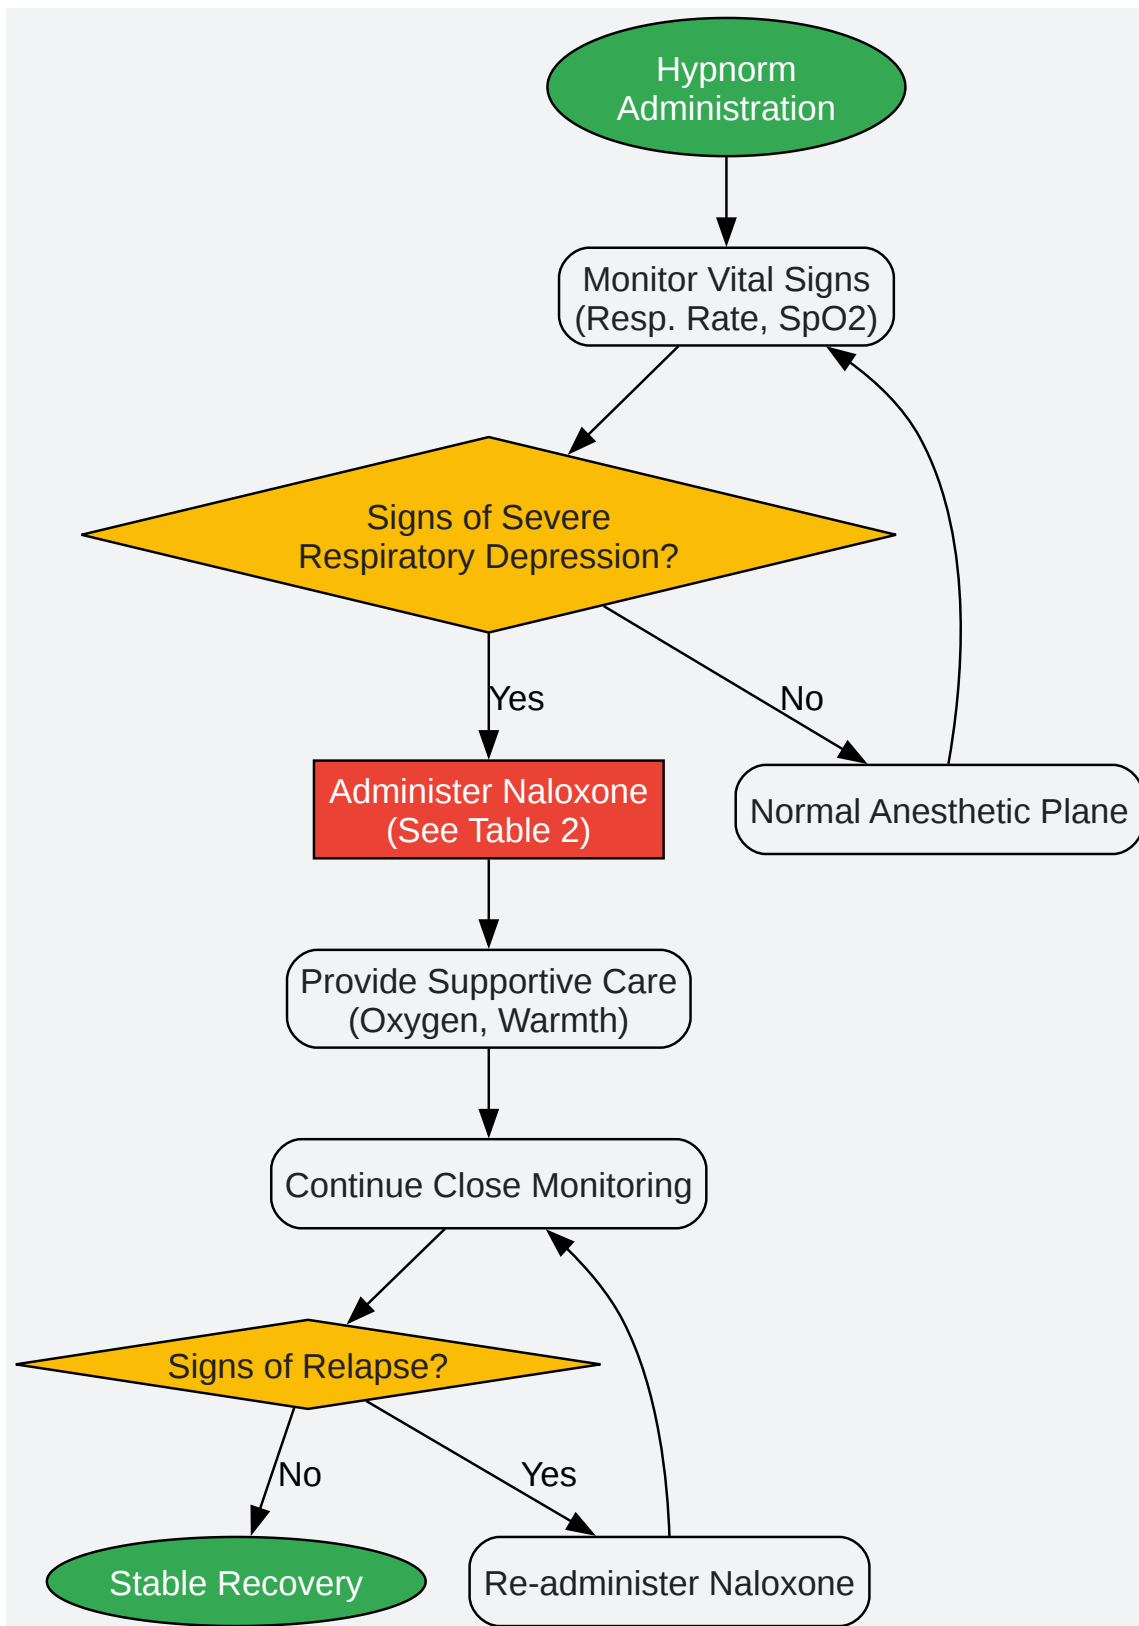 Hypnorm
Administration
Monitor Vital Signs
(Resp. Rate, SpO2)
Signs of Severe
Respiratory Depression?
Yes
No
Administer Naloxone
(See Table 2)
Normal Anesthetic Plane
Provide Supportive Care
(Oxygen, Warmth)
Continue Close Monitoring
Signs of Relapse?
No
Yes
Stable Recovery
Re-administer Naloxone